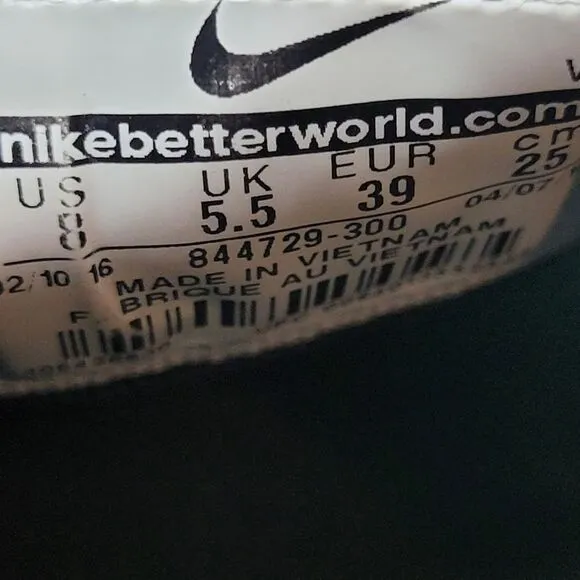 nikebetterworld.com
US UK EUR cm
8 5.5 39 25
844729-300 04/07/
02/10 16
MADE IN VIETNAM
BRIQUE AU VIETNAM